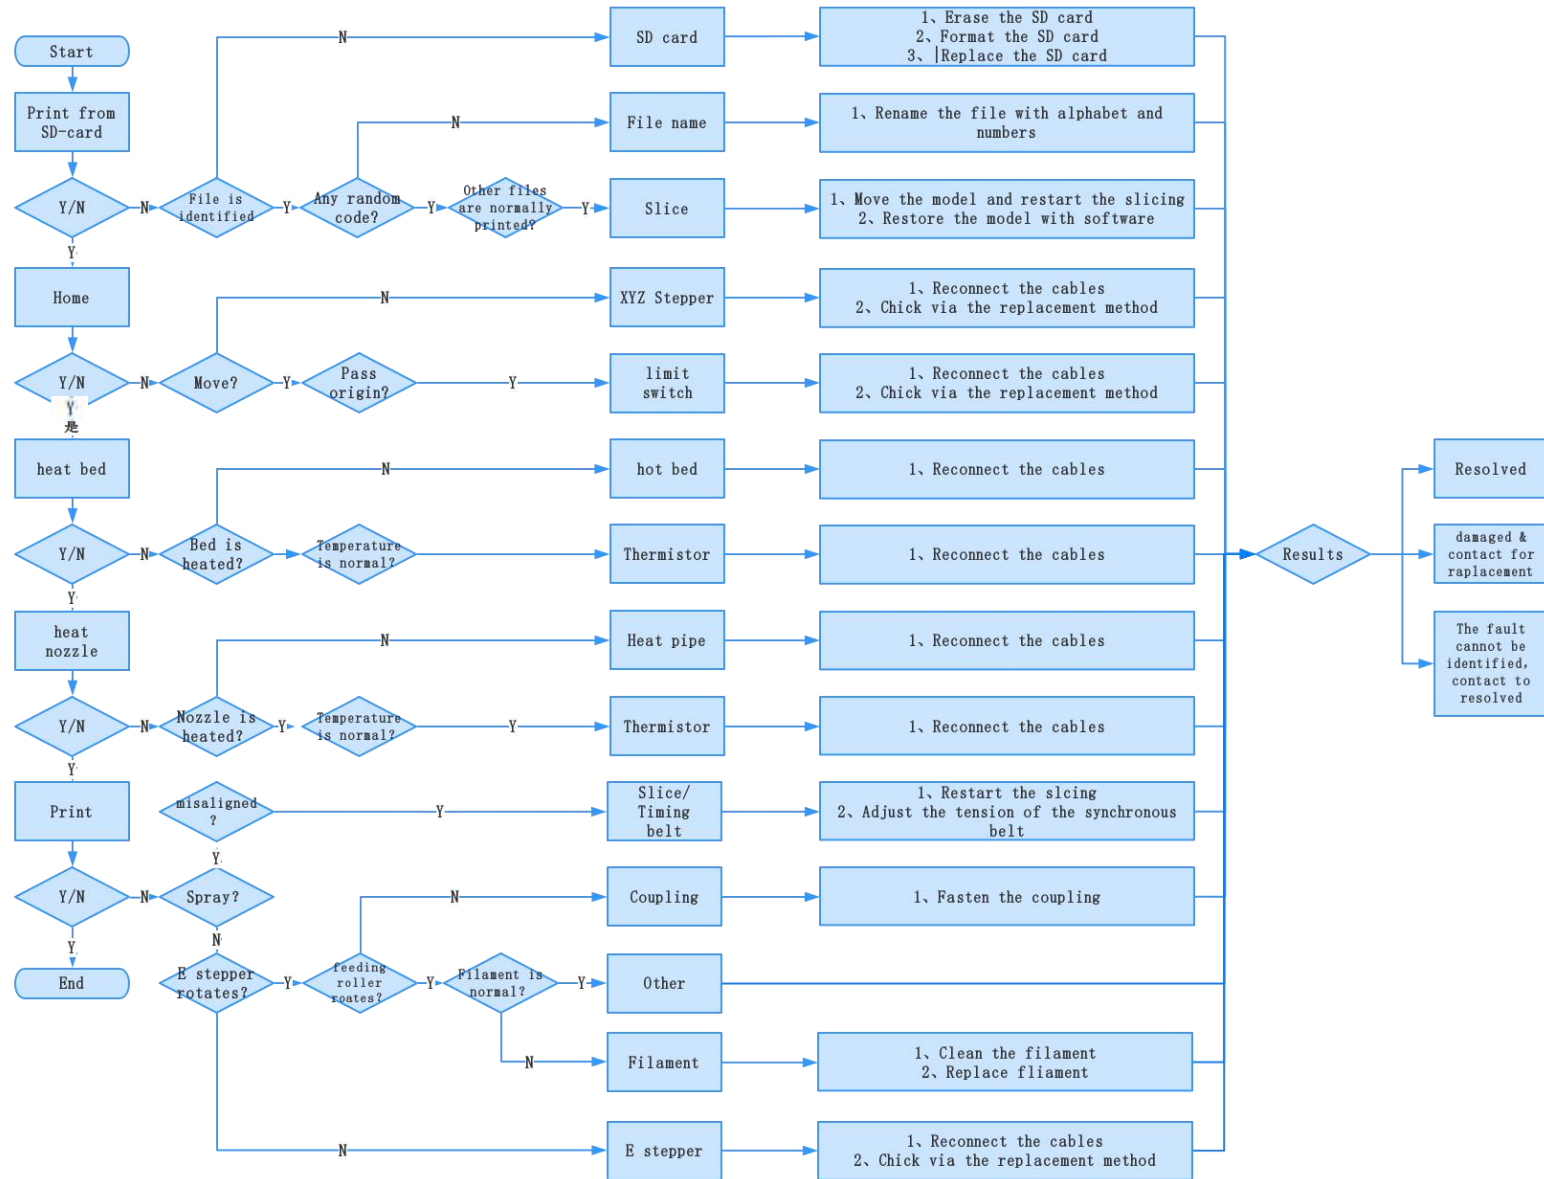 Start
N
SD card
1、Erase the SD card
2、Format the SD card
3、|Replace the SD card
Print from
SD-card
N
File name
1、Rename the file with alphabet and
numbers
Y/N
N
File is
identified
Y
Any random
code?
Y
Other files
are normally
printed?
Y
Slice
1、Move the model and restart the slicing
2、Restore the model with software
Y
Home
N
XYZ Stepper
1、Reconnect the cables
2、Chick via the replacement method
Y/N
N
Move?
Y
Pass
origin?
Y
limit
switch
1、Reconnect the cables
2、Chick via the replacement method
Y
是
heat bed
N
hot bed
1、Reconnect the cables
Resolved
Y/N
N
Bed is
heated?
Temperature
is normal?
Thermistor
1、Reconnect the cables
Results
damaged &
contact for
raplacement
Y
heat
nozzle
N
Heat pipe
1、Reconnect the cables
The fault
cannot be
identified,
contact to
resolved
Y/N
N
Nozzle is
heated?
Y
Temperature
is normal?
Y
Thermistor
1、Reconnect the cables
Y
Print
misaligned
?
Y
Slice/
Timing
belt
1、Restart the slcing
2、Adjust the tension of the synchronous
belt
Y
Y/N
N
Spray?
N
Coupling
1、Fasten the coupling
Y
N
End
E stepper
rotates?
Y
feeding
roller
roates?
Y
Filament is
normal?
Y
Other
N
Filament
1、Clean the filament
2、Replace fliament
N
E stepper
1、Reconnect the cables
2、Chick via the replacement method